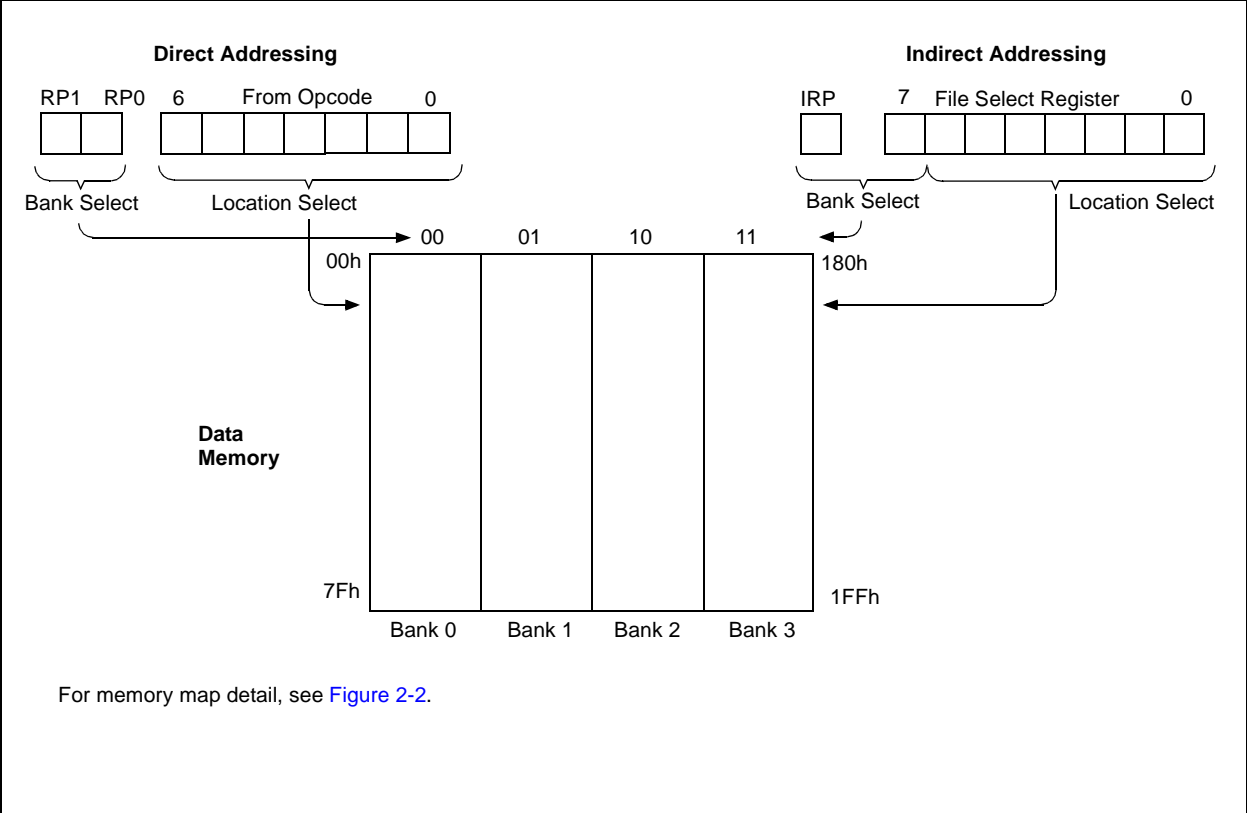 Direct Addressing
Indirect Addressing
RP1 RP0 6 From Opcode 0
IRP 7 File Select Register 0
Bank Select Location Select
Bank Select Location Select
00 01 10 11
00h 180h
Data
Memory
7Fh 1FFh
Bank 0 Bank 1 Bank 2 Bank 3
For memory map detail, see Figure 2-2.